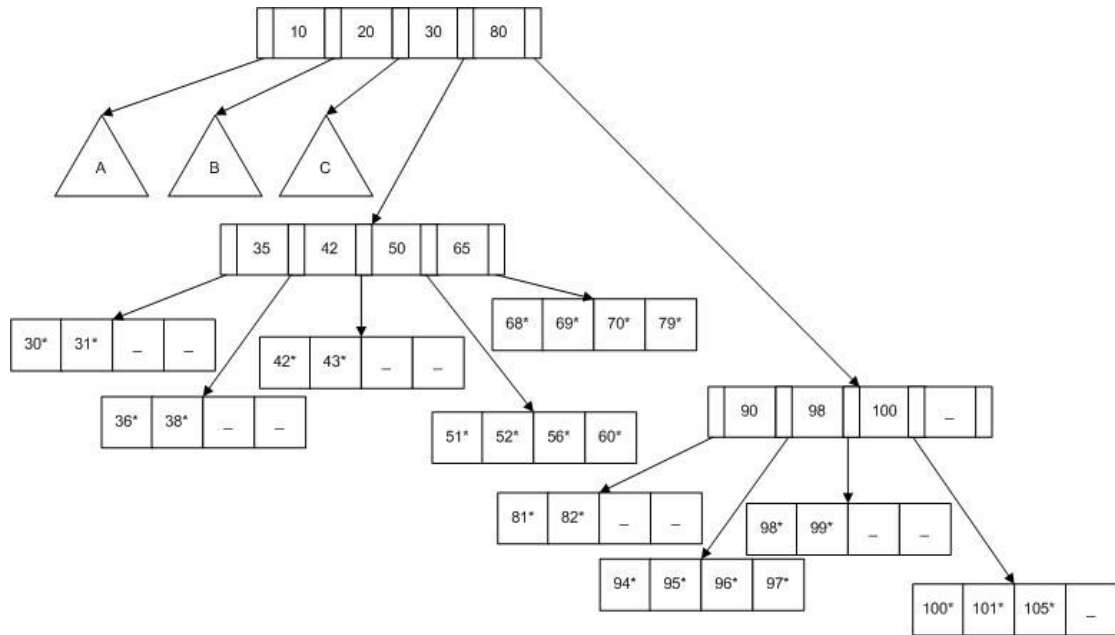 10 20 30 80
A B C
35 42 50 65
68* 69* 70* 79*
30* 31* _ _
42* 43* _ _
36* 38* _ _
51* 52* 56* 60*
90 98 100 _
81* 82* _ _
98* 99* _ _
94* 95* 96* 97*
100* 101* 105* _